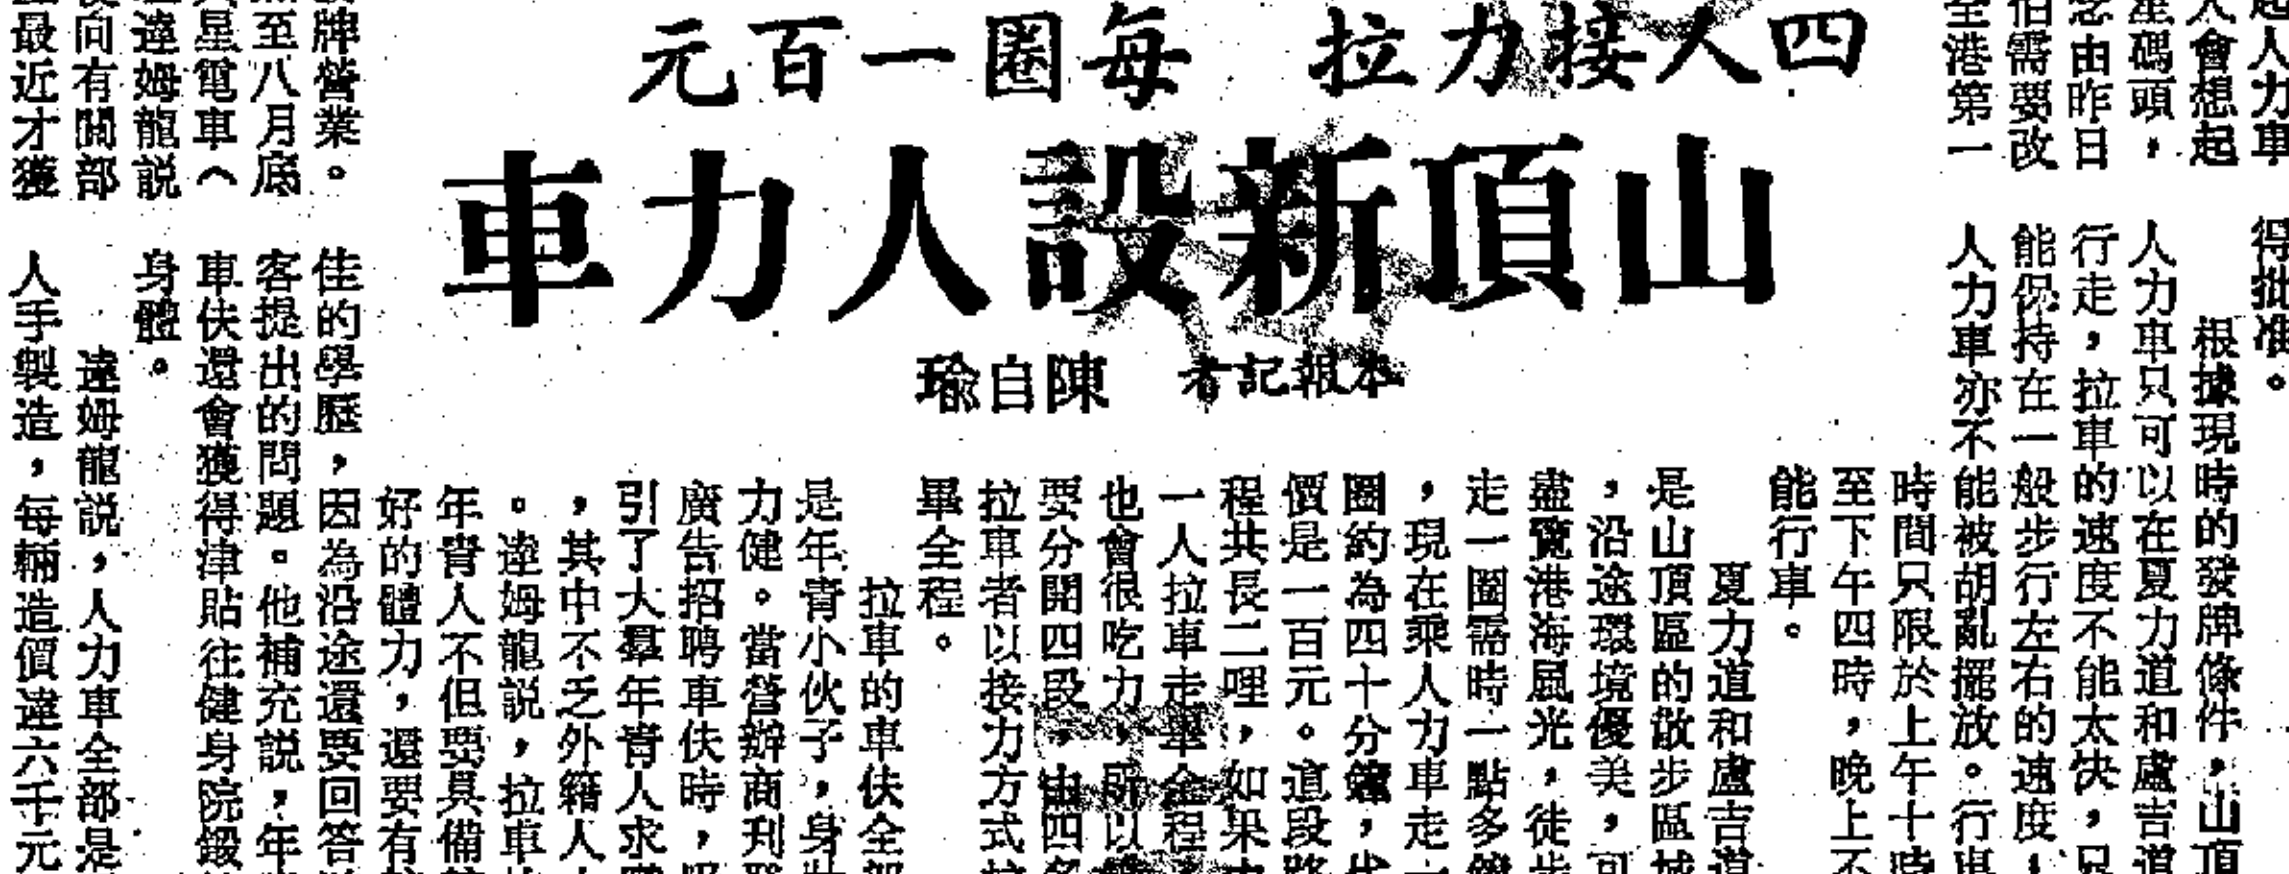 四人接力拉　每圈一百元
山頂新設人力車
本報記者　陳自瑜
起人力車
人會想起
星碼頭，
念由昨日
怕需要改
全港第一
牌營業。
至八月底
星電車（
達姆龍説
向有關部
最近才獲
得批准。
根據現時的發牌條件，山頂
人力車只可以在夏力道和盧吉道
行走，拉車的速度不能太快，只
能保持在一般步行左右的速度，
人力車亦不能被胡亂擺放。行車
時間只限於上午十時
至下午四時，晚上不
能行車。
夏力道和盧吉道
是山頂區的散步區域
，沿途環境優美，可
盡覽港海風光，徒步
走一圈需時一點多鐘
，現在乘人力車走一
圈約為四十分鐘，代
價是一百元。道段路
程共長二哩，如果由
一人拉車走畢全程
也會很吃力，所以
要分開四段，由四名
拉車者以接力方式拉
畢全程。
拉車的車伕全部
是年青小伙子，身壯
力健。當營辦商刋登
廣告招聘車伕時，吸
引了大羣年青人求職
，其中不乏外籍人
。達姆龍説，拉車
年青人不但要具備
好的體力，還要有
佳的學歷，因為沿途還要回答
客提出的問題。他補充説，年
車伕還會獲得津貼往健身院鍛
身體。
達姆龍説，人力車全部是
人手製造，每輛造價達六千元